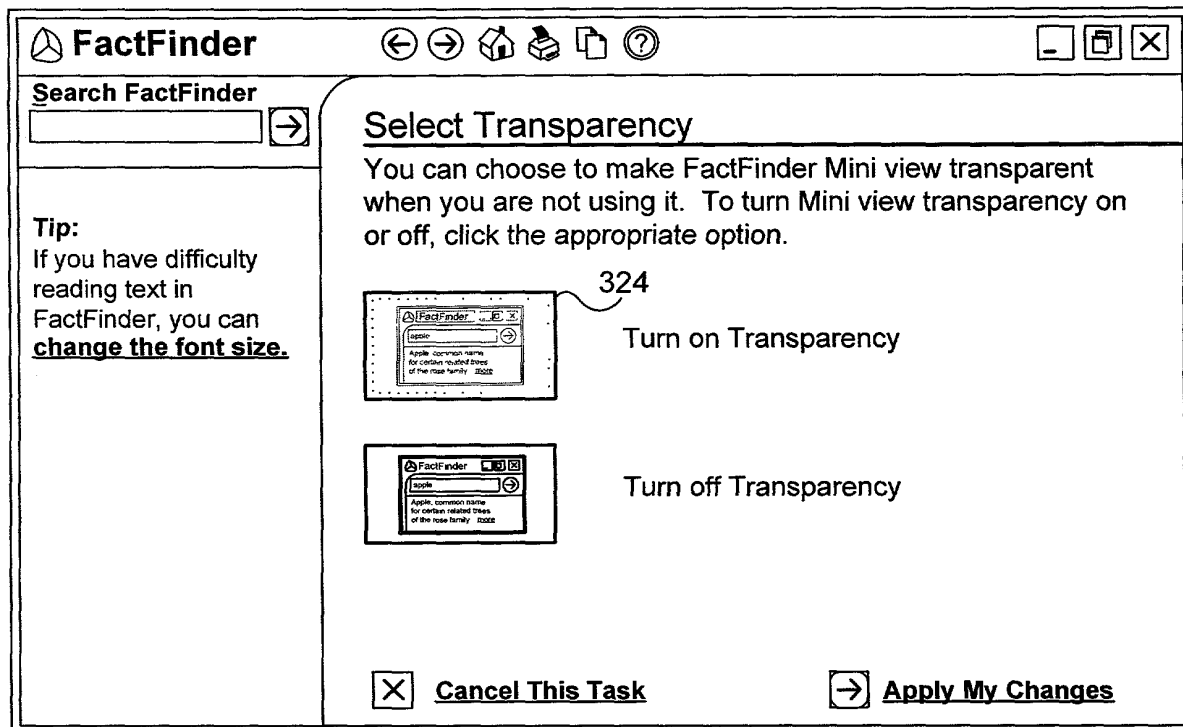 FactFinder
Search FactFinder
Tip:
If you have difficulty
reading text in
FactFinder, you can
change the font size.
Select Transparency
You can choose to make FactFinder Mini view transparent
when you are not using it. To turn Mini view transparency on
or off, click the appropriate option.
324
FactFinder
apple
Apple, common name
for certain related trees
of the rose family more
Turn on Transparency
FactFinder
apple
Apple, common name
for certain related trees
of the rose family more
Turn off Transparency
Cancel This Task
Apply My Changes